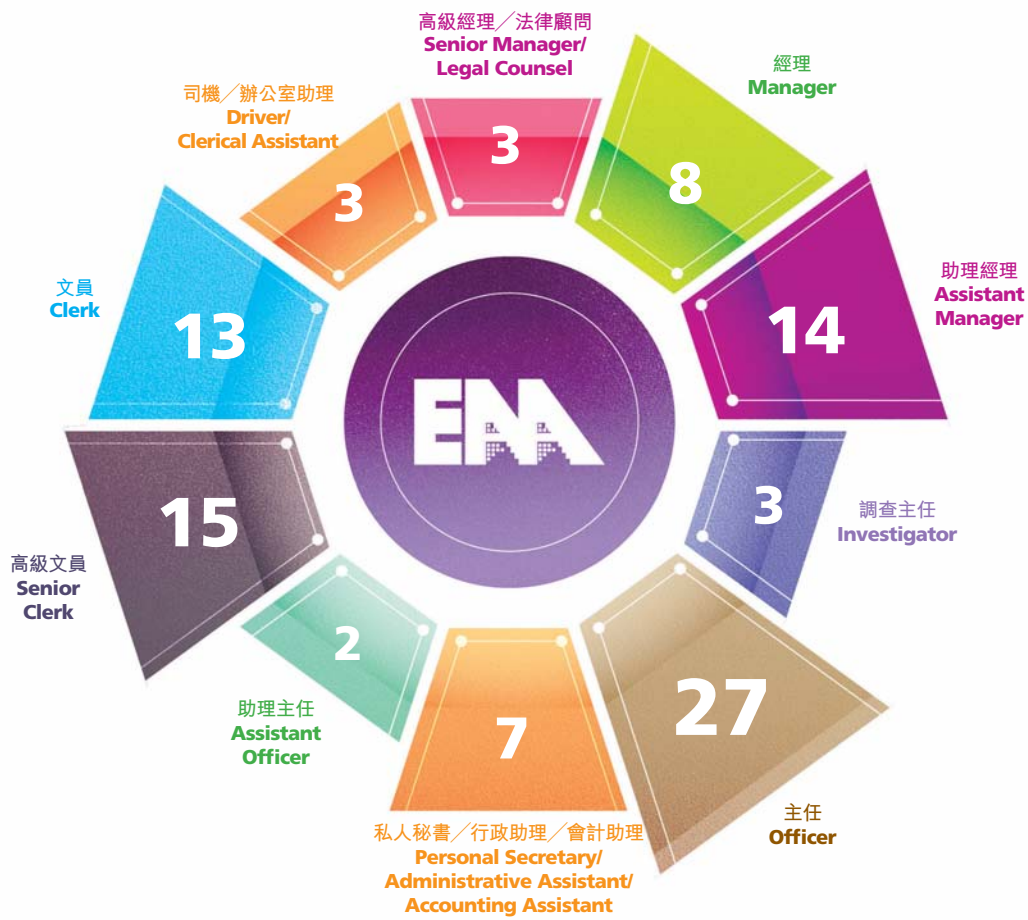 高級經理／法律顧問
Senior Manager/
Legal Counsel
3
經理
Manager
8
助理經理
Assistant
Manager
14
調查主任
Investigator
3
主任
Officer
27
私人秘書／行政助理／會計助理
Personal Secretary/
Administrative Assistant/
Accounting Assistant
7
助理主任
Assistant
Officer
2
高級文員
Senior
Clerk
15
文員
Clerk
13
司機／辦公室助理
Driver/
Clerical Assistant
3
EAA